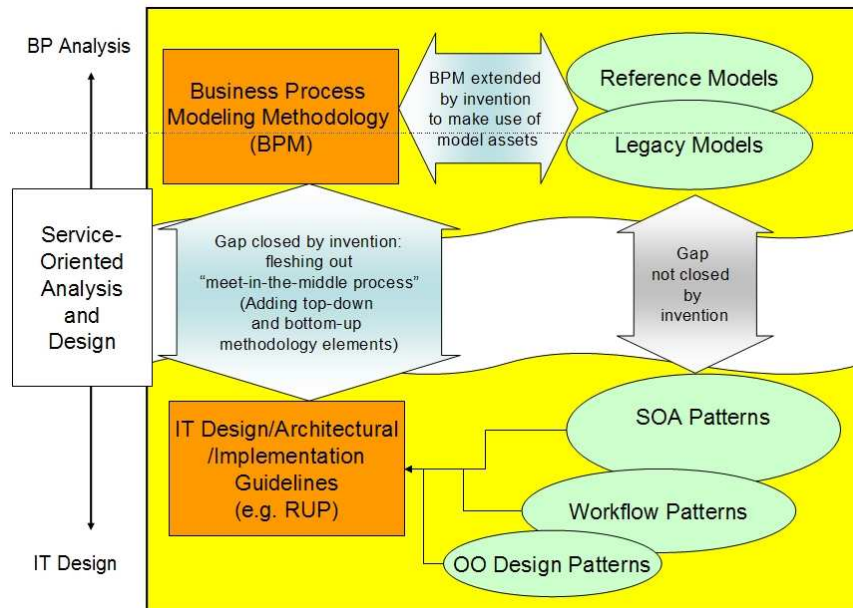 BP Analysis
Business Process
Modeling Methodology
(BPM)
BPM extended
by invention
to make use of
model assets
Reference Models
Legacy Models
Service-
Oriented
Analysis
and
Design
Gap closed by invention:
fleshing out
“meet-in-the-middle process”
(Adding top-down
and bottom-up
methodology elements)
Gap
not closed
by
invention
IT Design/Architectural
/Implementation
Guidelines
(e.g. RUP)
SOA Patterns
Workflow Patterns
OO Design Patterns
IT Design